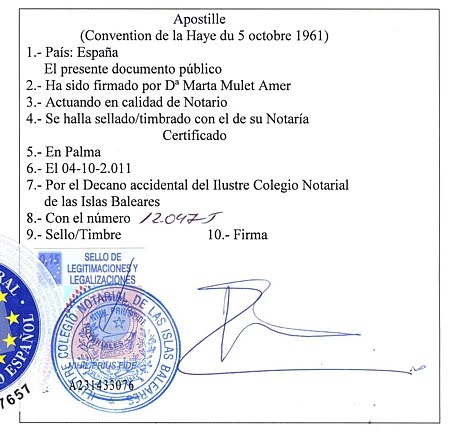 Apostille
(Convention de la Haye du 5 octobre 1961)
1.- País: España
El presente documento público
2.- Ha sido firmado por Dª Marta Mulet Amer
3.- Actuando en calidad de Notario
4.- Se halla sellado/timbrado con el de su Notaría
Certificado
5.- En Palma
6.- El 04-10-2.011
7.- Por el Decano accidental del Ilustre Colegio Notarial
de las Islas Baleares
8.- Con el número 12.047J
9.- Sello/Timbre 10.- Firma
SELLO DE
LEGITIMACIONES Y
LEGALIZACIONES
ILTRE COLEGIO NOTARIAL DE LAS ISLAS BALEARES
NIHIL PRIUS FIDE
A231433076
ESPAÑOL
7657